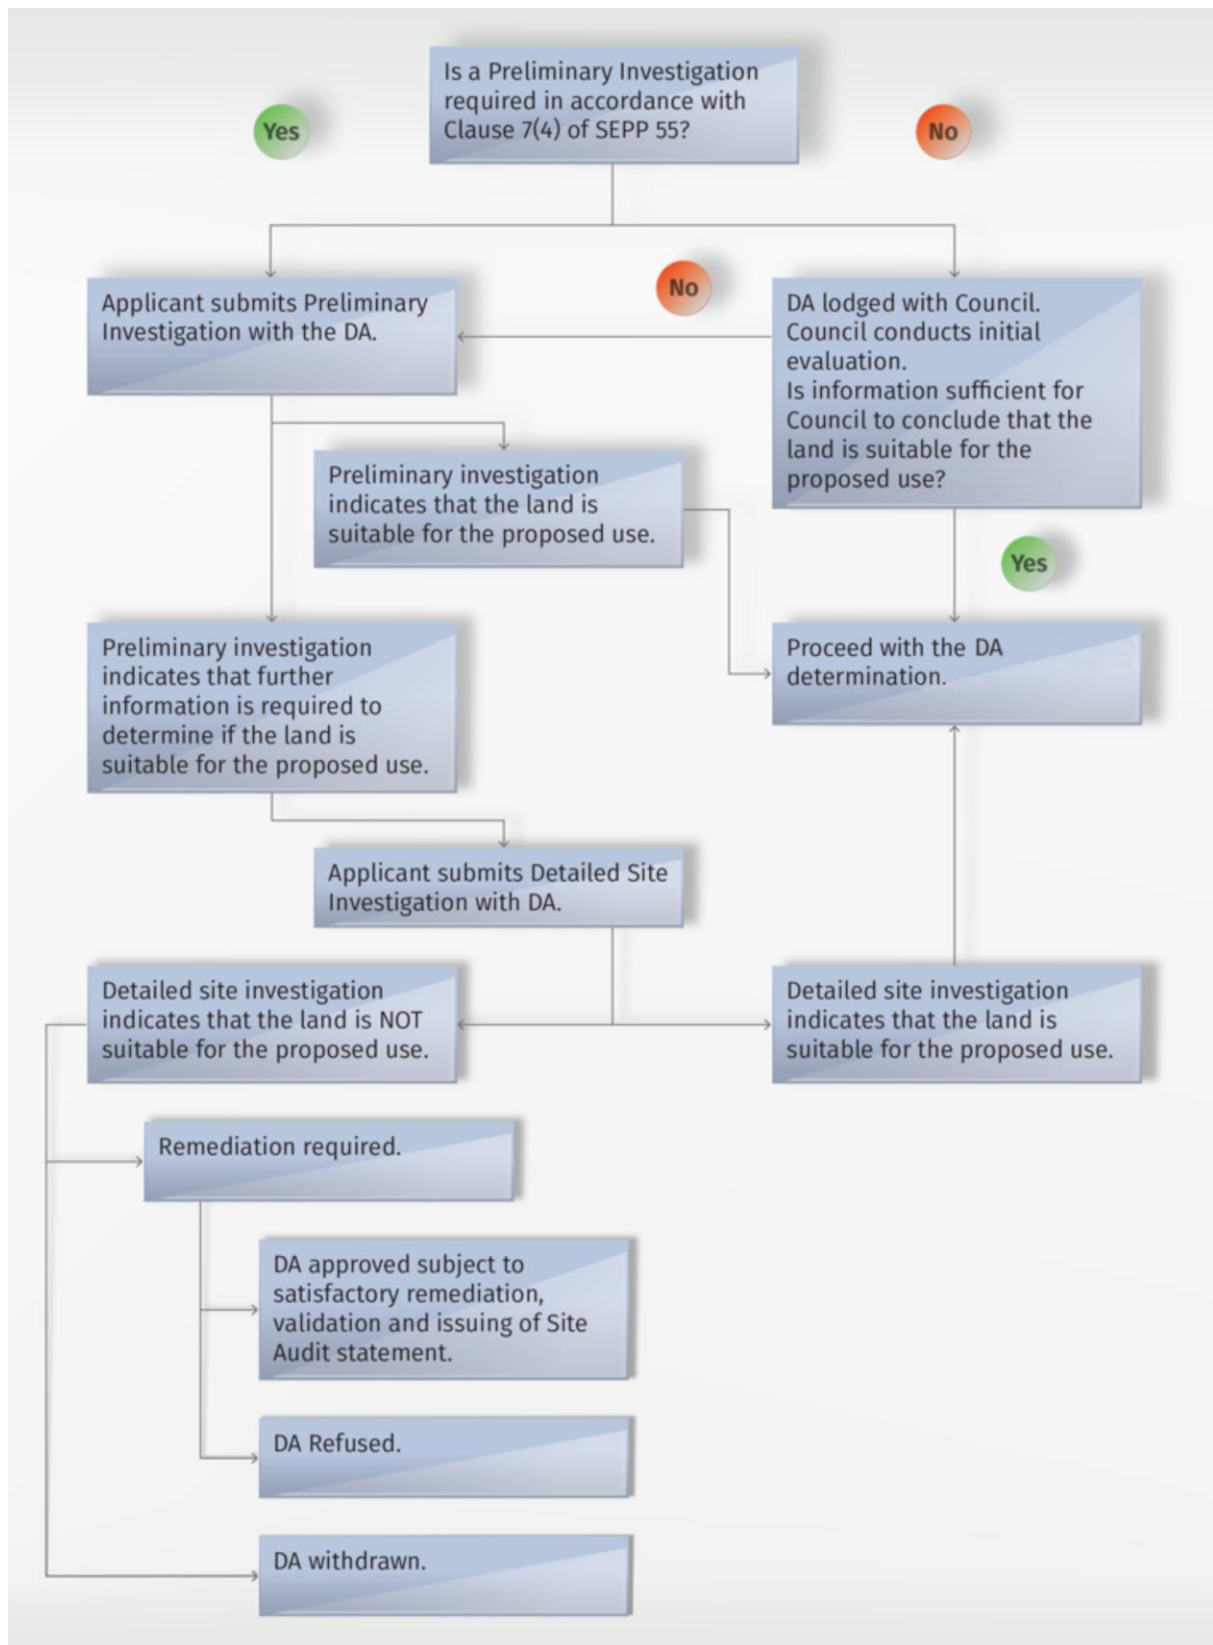 Is a Preliminary Investigation
required in accordance with
Clause 7(4) of SEPP 55?
Yes
No
Applicant submits Preliminary
Investigation with the DA.
No
DA lodged with Council.
Council conducts initial
evaluation.
Is information sufficient for
Council to conclude that the
land is suitable for the
proposed use?
Preliminary investigation
indicates that the land is
suitable for the proposed use.
Yes
Preliminary investigation
indicates that further
information is required to
determine if the land is
suitable for the proposed use.
Proceed with the DA
determination.
Applicant submits Detailed Site
Investigation with DA.
Detailed site investigation
indicates that the land is NOT
suitable for the proposed use.
Detailed site investigation
indicates that the land is
suitable for the proposed use.
Remediation required.
DA approved subject to
satisfactory remediation,
validation and issuing of Site
Audit statement.
DA Refused.
DA withdrawn.